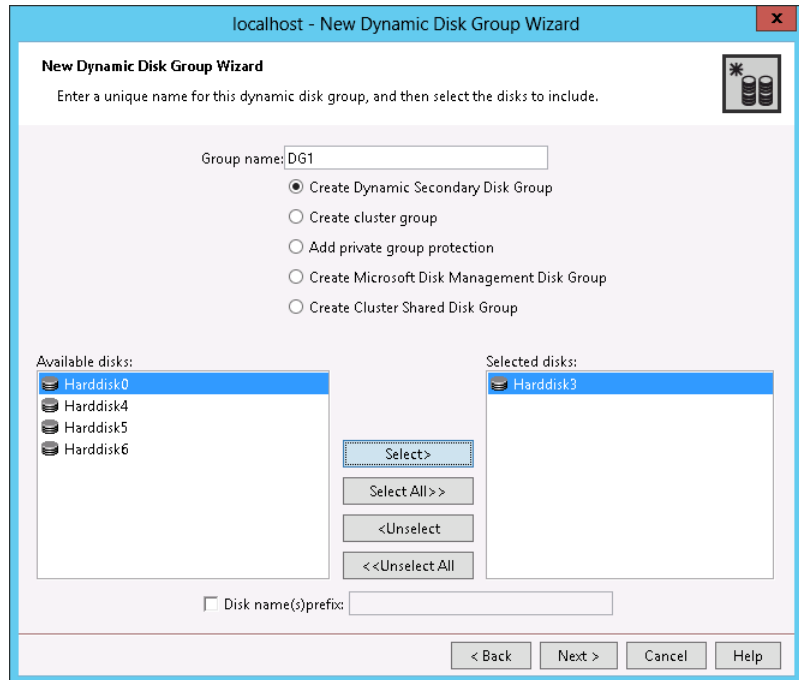 localhost - New Dynamic Disk Group Wizard
x
New Dynamic Disk Group Wizard
Enter a unique name for this dynamic disk group, and then select the disks to include.
Group name: DG1
Create Dynamic Secondary Disk Group
Create cluster group
Add private group protection
Create Microsoft Disk Management Disk Group
Create Cluster Shared Disk Group
Available disks:
Harddisk0
Harddisk4
Harddisk5
Harddisk6
Select>
Select All>>
<Unselect
<<Unselect All
Selected disks:
Harddisk3
Disk name(s)prefix:
< Back
Next >
Cancel
Help